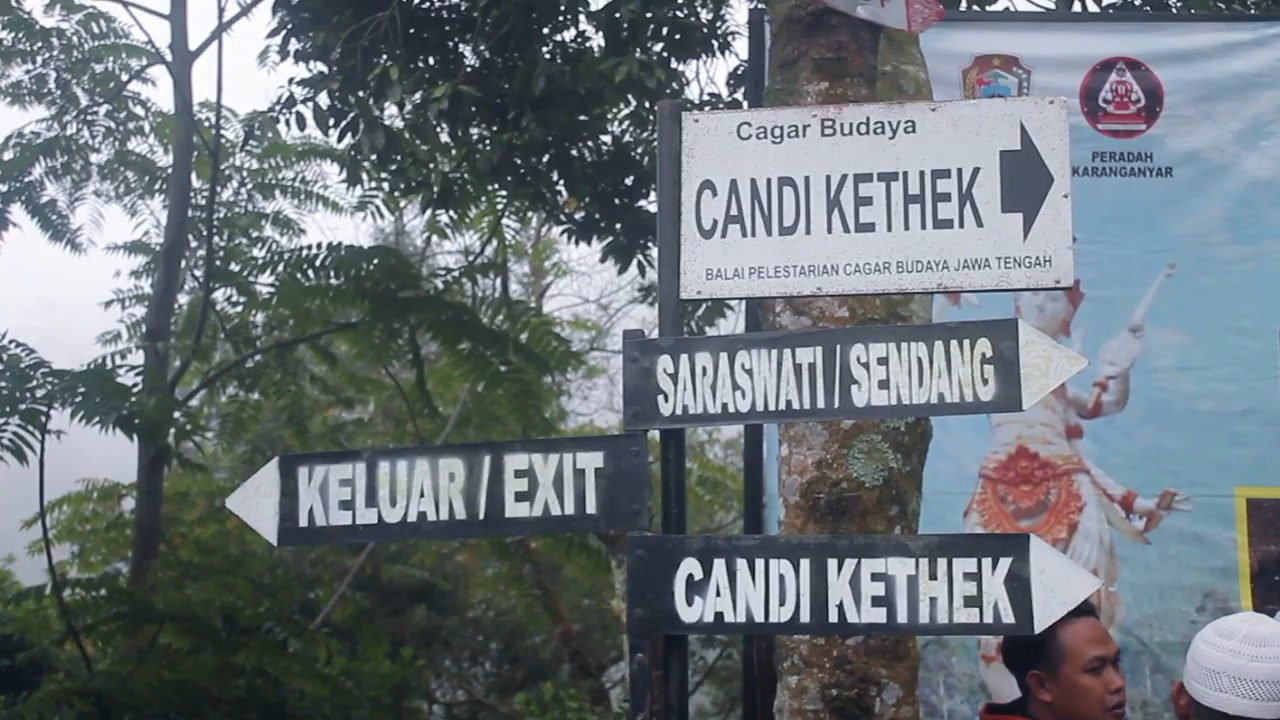 Cagar Budaya
CANDI KETHEK
BALAI PELESTARIAN CAGAR BUDAYA JAWA TENGAH
PERADAH
KARANGANYAR
SARASWATI / SENDANG
KELUAR / EXIT
CANDI KETHEK